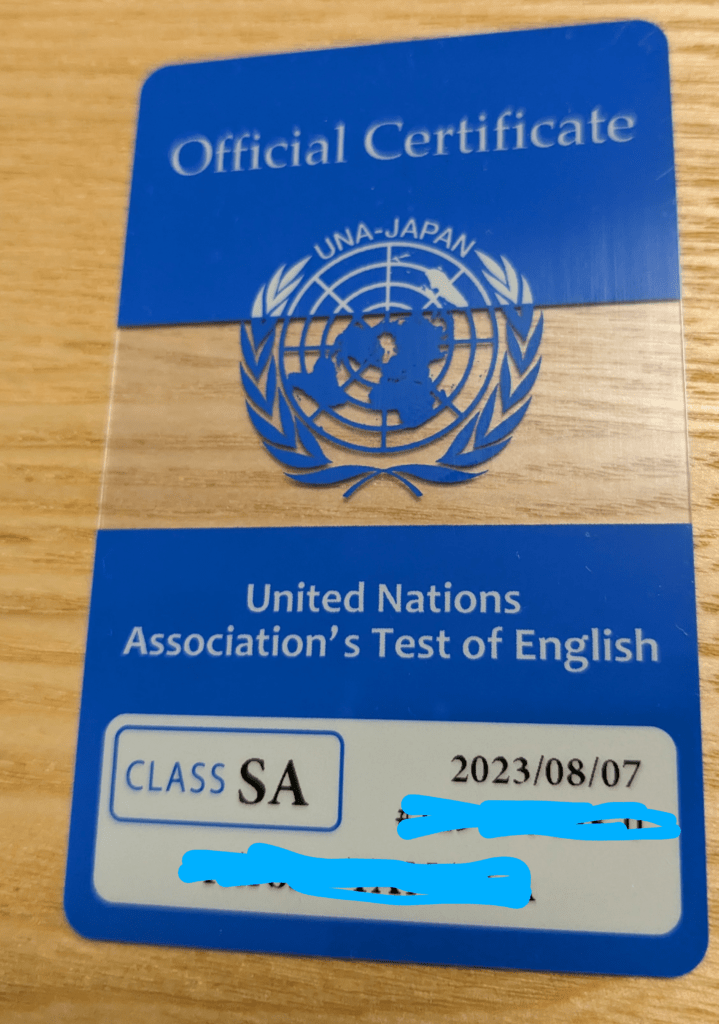 Official Certificate
UNA-JAPAN
United Nations
Association's Test of English
CLASS SA
2023/08/07